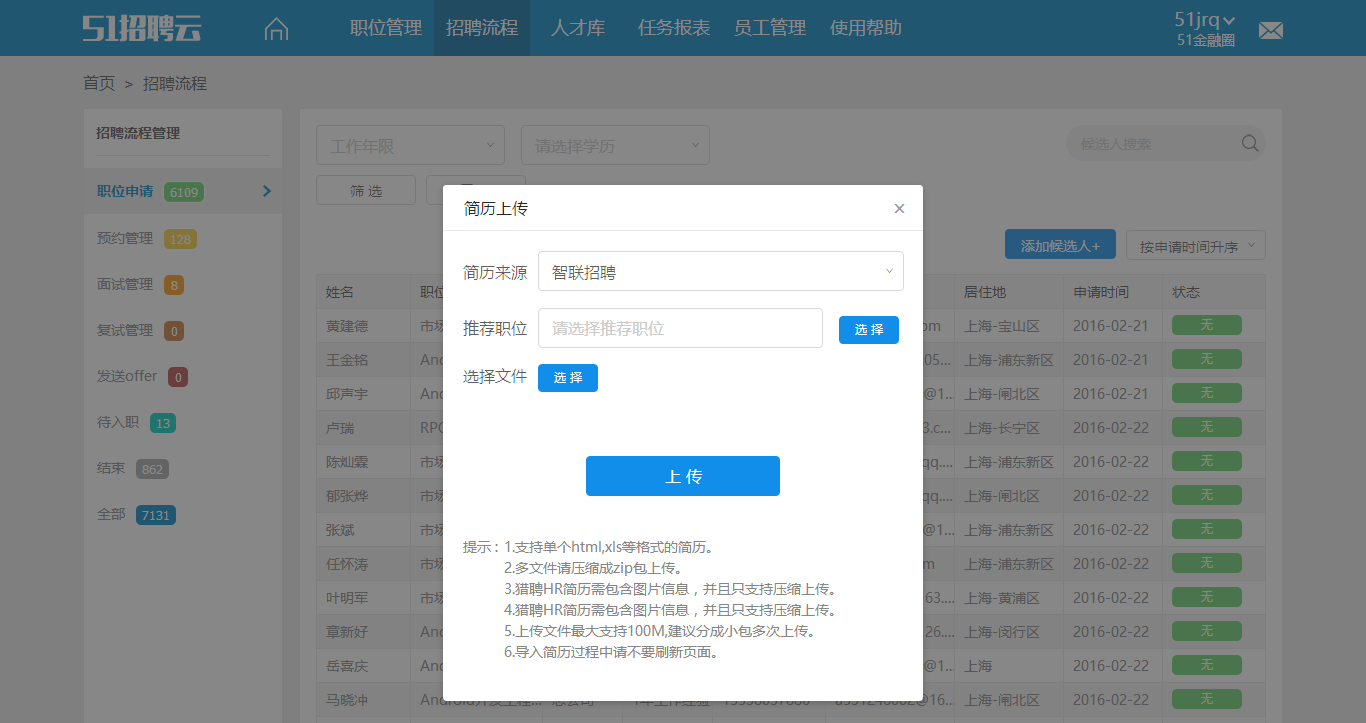 51招聘云
职位管理 招聘流程 人才库 任务报表 员工管理 使用帮助
51jrq
51金融圈
首页 > 招聘流程
招聘流程管理
职位申请 6109
预约管理 128
面试管理 8
复试管理 0
发送offer 0
待入职 13
结束 862
全部 7131
工作年限 请选择学历 候选人搜索
筛 选
添加候选人+ 按申请时间升序
简历上传 ×
简历来源 智联招聘
推荐职位 请选择推荐职位 选 择
选择文件 选 择
上 传
提示：1.支持单个html,xls等格式的简历。
2.多文件请压缩成zip包上传。
3.猎聘HR简历需包含图片信息，并且只支持压缩上传。
4.猎聘HR简历需包含图片信息，并且只支持压缩上传。
5.上传文件最大支持100M,建议分成小包多次上传。
6.导入简历过程中请不要刷新页面。
姓名 职位 居住地 申请时间 状态
黄建德 市场 om 上海-宝山区 2016-02-21 无
王金铭 And 05... 上海-浦东新区 2016-02-21 无
邱声宇 And @1... 上海-闸北区 2016-02-21 无
卢瑞 RPG 3.c... 上海-长宁区 2016-02-22 无
陈灿霖 市场 qq.... 上海-浦东新区 2016-02-22 无
郁张烨 市场 qq.... 上海-闸北区 2016-02-22 无
张斌 市场 @1... 上海-浦东新区 2016-02-22 无
任怀涛 市场 m 上海-浦东新区 2016-02-22 无
叶明军 市场 63.... 上海-黄浦区 2016-02-22 无
章新好 And 26.... 上海-闵行区 2016-02-22 无
岳喜庆 And @1... 上海 2016-02-22 无
马晓冲 上海-闸北区 2016-02-22 无